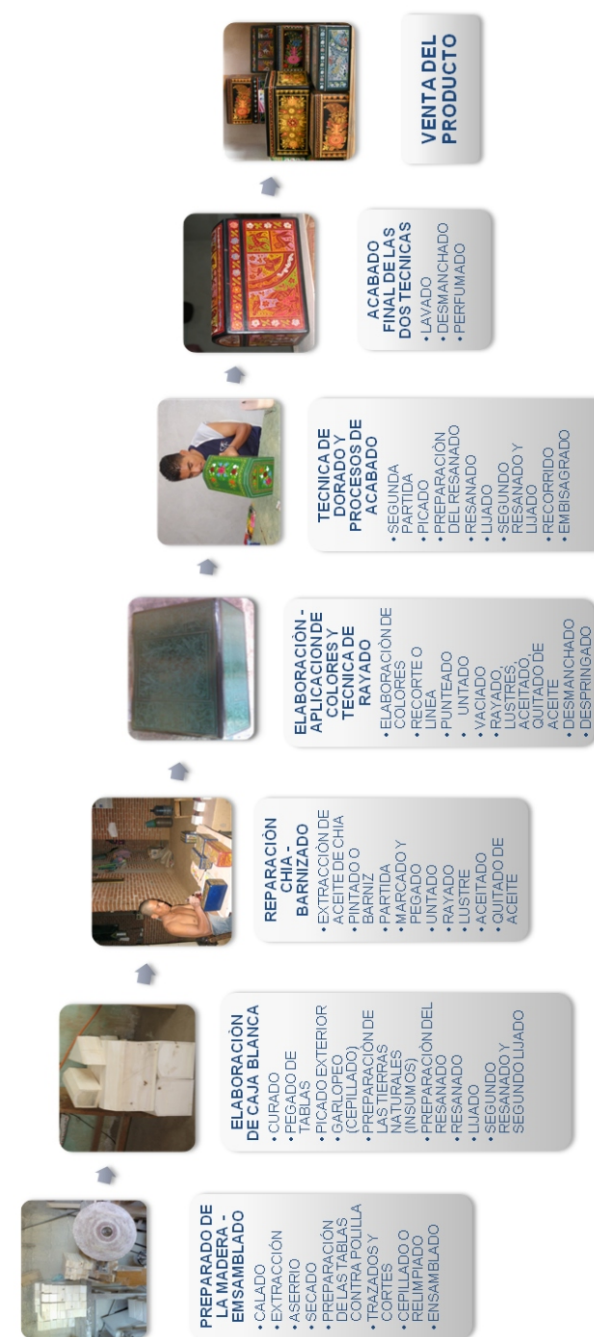 PREPARADO DE
LA MADERA -
EMSAMBLADO
• CALADO
• EXTRACCIÓN
• ASERRIO
• SECADO
• PREPARACIÓN
DE LAS TABLAS
CONTRA POLILLA
• TRAZADOS Y
CORTES
• CEPILLADO O
RELIMPIADO
• ENSAMBLADO
ELABORACIÓN
DE CAJA BLANCA
• CURADO
• PEGADO DE
TABLAS
• PICADO EXTERIOR
• GARLOPEO
(CEPILLADO)
• PREPARACIÓN DE
LAS TIERRAS
NATURALES
(INSUMOS)
• PREPARACIÓN DEL
RESANADO
• RESANADO
• LIJADO
• SEGUNDO
RESANADO Y
SEGUNDO LIJADO
REPARACIÓN
CHIA -
BARNIZADO
• EXTRACCIÓN DE
ACEITE DE CHIA
• PINTADO O
BARNIZ
• PARTIDA
• MARCADO Y
PEGADO
• UNTADO
• RAYADO
• LUSTRE
• ACEITADO
• QUITADO DE
ACEITE
ELABORACIÓN -
APLICACION DE
COLORES Y
TECNICA DE
RAYADO
• ELABORACIÓN DE
COLORES
• RECORTE O
LINEA
• PUNTEADO
• UNTADO
• VACIADO
• RAYADO,
LUSTRES,
ACEITADO,
QUITADO DE
ACEITE
• DESMANCHADO
• DESPRINGADO
TECNICA DE
DORADO Y
PROCESOS DE
ACABADO
• SEGUNDA
PARTIDA
• PICADO
• PREPARACIÓN
DEL RESANADO
• RESANADO
• LIJADO
• SEGUNDO
RESANADO Y
LIJADO
• RECORRIDO
• EMBISAGRADO
ACABADO
FINAL DE LAS
DOS TECNICAS
• LAVADO
• DESMANCHADO
• PERFUMADO
VENTA DEL
PRODUCTO